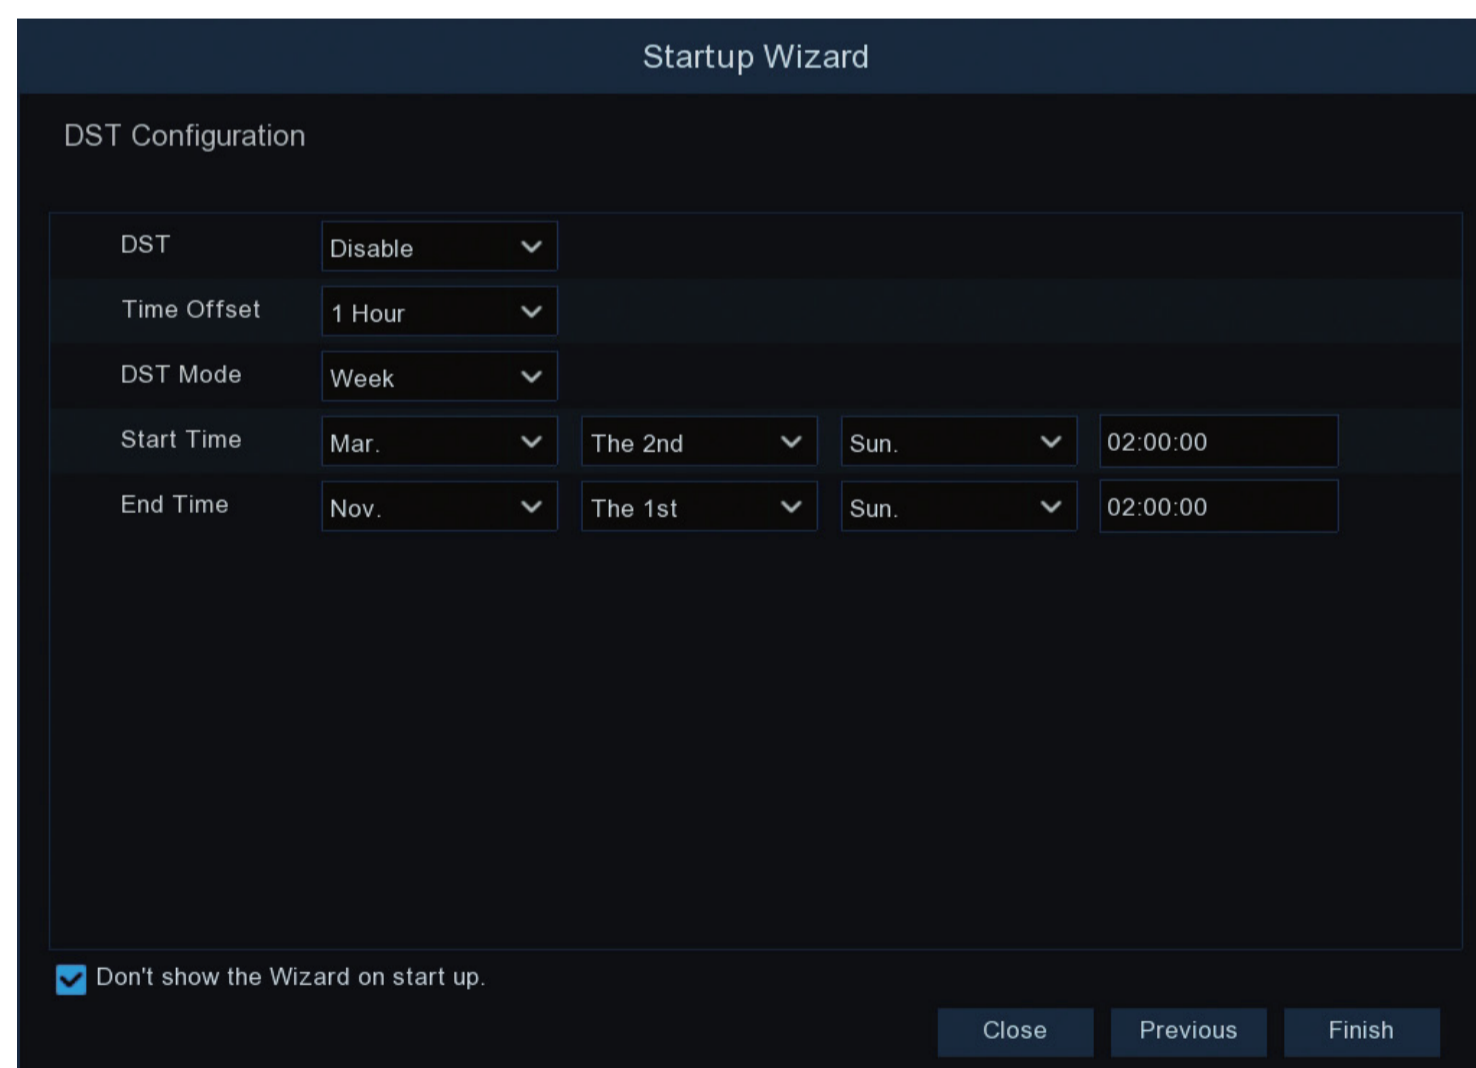 Startup Wizard
DST Configuration
DST Disable
Time Offset 1 Hour
DST Mode Week
Start Time Mar. The 2nd Sun. 02:00:00
End Time Nov. The 1st Sun. 02:00:00
Don't show the Wizard on start up.
Close Previous Finish